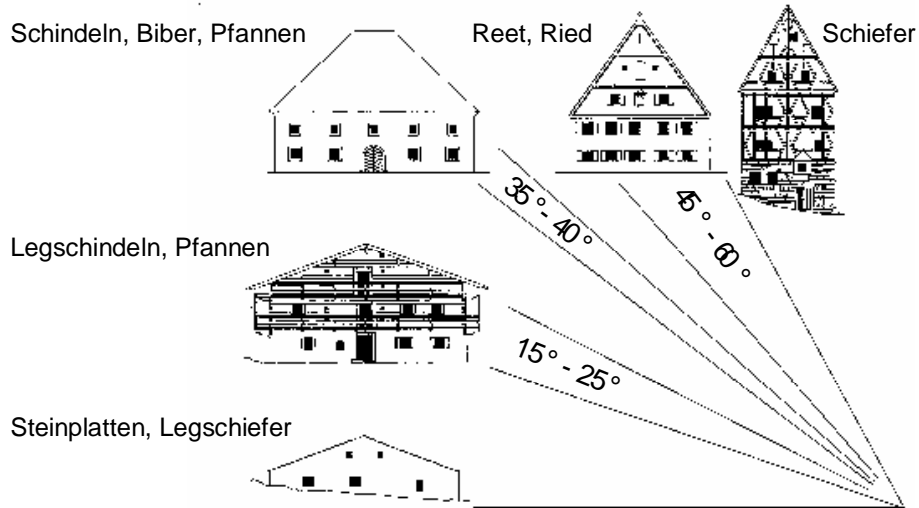 Schindeln, Biber, Pfannen
Reet, Ried
Schiefer
35° - 40°
45° - 60°
Legschindeln, Pfannen
15° - 25°
Steinplatten, Legschiefer